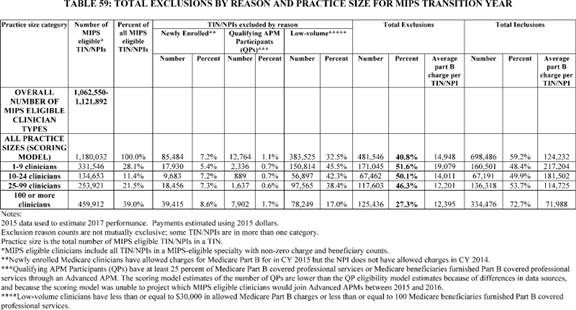 TABLE 59: TOTAL EXCLUSIONS BY REASON AND PRACTICE SIZE FOR MIPS TRANSITION YEAR
Practice size category Number of MIPS eligible* TIN/NPIs Percent of all MIPS eligible TIN/NPIs TIN/NPIs excluded by reason Total Exclusions Total Inclusions
Newly Enrolled** Qualifying APM Participants (QPs)*** Low-volume*****
Number Percent Number Percent Number Percent Number Percent Average part B charge per TIN/NPI Number Percent Average part B charge per TIN/NPI
OVERALL NUMBER OF MIPS ELIGIBLE CLINICIAN TYPES 1,062,550-1,121,892
ALL PRACTICE SIZES (SCORING MODEL) 1,180,032 100.0% 85,484 7.2% 12,764 1.1% 383,525 32.5% 481,546 40.8% 14,948 698,486 59.2% 124,232
1-9 clinicians 331,546 28.1% 17,930 5.4% 2,336 0.7% 150,814 45.5% 171,045 51.6% 19,079 160,501 48.4% 217,204
10-24 clinicians 134,653 11.4% 9,683 7.2% 889 0.7% 56,897 42.3% 67,462 50.1% 14,011 67,191 49.9% 181,502
25-99 clinicians 253,921 21.5% 18,456 7.3% 1,637 0.6% 97,565 38.4% 117,603 46.3% 12,201 136,318 53.7% 114,725
100 or more clinicians 459,912 39.0% 39,415 8.6% 7,902 1.7% 78,249 17.0% 125,436 27.3% 12,395 334,476 72.7% 71,988
Notes:
2015 data used to estimate 2017 performance. Payments estimated using 2015 dollars.
Exclusion reason counts are not mutually exclusive; some TIN/NPIs are in more than one category.
Practice size is the total number of MIPS eligible TIN/NPIs in a TIN.
*MIPS eligible clinicians include all TIN/NPIs in a MIPS-eligible specialty with non-zero charge and beneficiary counts.
**Newly enrolled Medicare clinicians have allowed charges for Medicare Part B for in CY 2015 but the NPI does not have allowed charges in CY 2014.
***Qualifying APM Participants (QPs) have at least 25 percent of Medicare Part B covered professional services or Medicare beneficiaries furnished Part B covered professional
services through an Advanced APM. The scoring model estimates of the number of QPs are lower than the QP eligibility model estimates because of differences in data sources,
and because the scoring model was unable to project which MIPS eligible clinicians would join Advanced APMs between 2015 and 2016.
****Low-volume clinicians have less than or equal to $30,000 in allowed Medicare Part B charges or less than or equal to 100 Medicare beneficiaries furnished Part B covered
professional services.